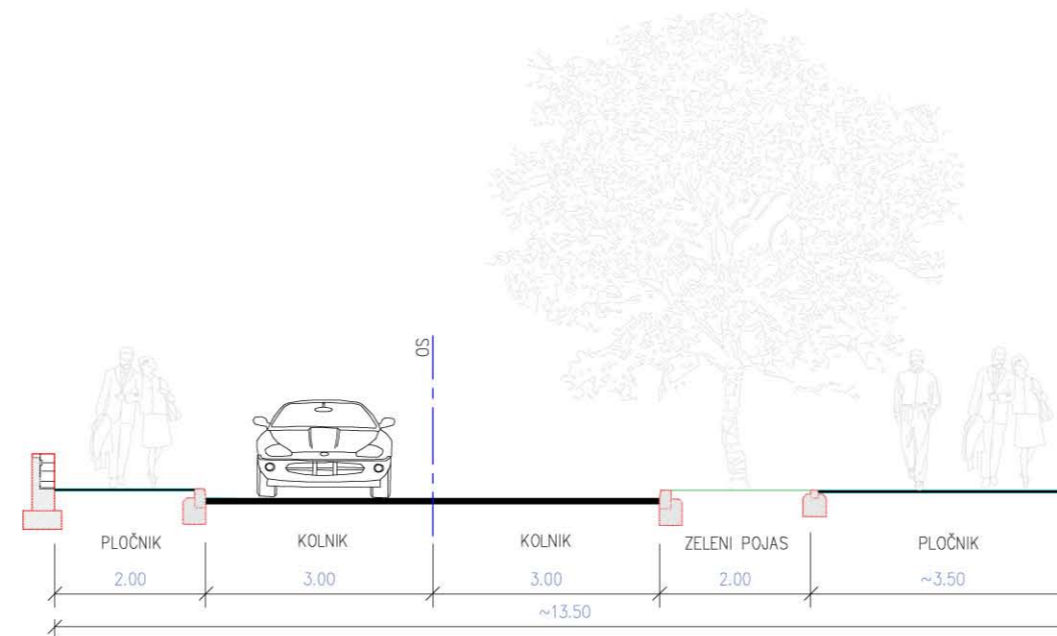 OS
PLOČNIK
KOLNIK
KOLNIK
ZELENI POJAS
PLOČNIK
2.00
3.00
3.00
2.00
~3.50
~13.50